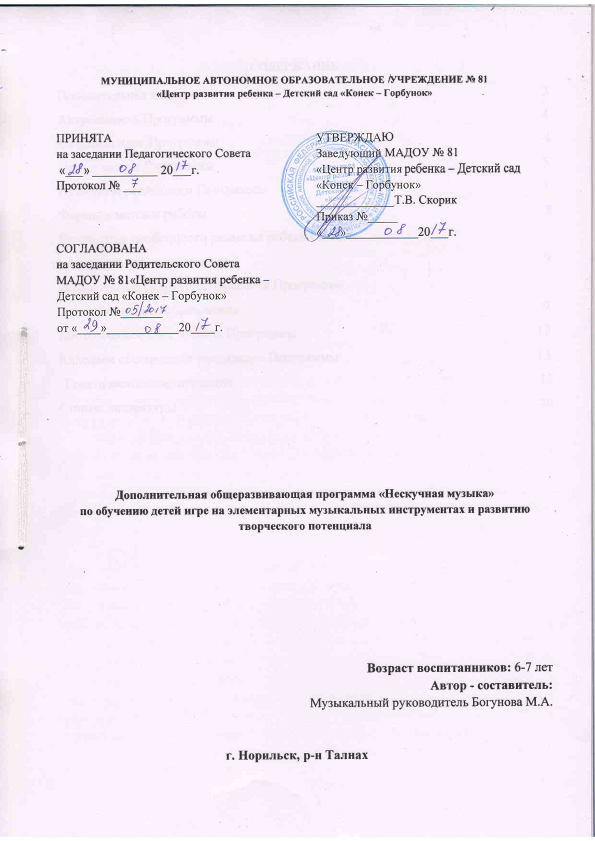 МУНИЦИПАЛЬНОЕ АВТОНОМНОЕ ОБРАЗОВАТЕЛЬНОЕ /УЧРЕЖДЕНИЕ № 81
«Центр развития ребенка – Детский сад «Конек – Горбунок»
ПРИНЯТА
на заседании Педагогического Совета
«28» 08 2017г.
Протокол № 7
УТВЕРЖДАЮ
Заведующий МАДОУ № 81
«Центр развития ребенка – Детский сад
«Конек – Горбунок»
Т.В. Скорик
Приказ №
«28» 08 2017г.
СОГЛАСОВАНА
на заседании Родительского Совета
МАДОУ № 81«Центр развития ребенка –
Детский сад «Конек – Горбунок»
Протокол № 05/2017
от «29» 08 2017г.
Дополнительная общеразвивающая программа «Нескучная музыка»
по обучению детей игре на элементарных музыкальных инструментах и развитию
творческого потенциала
Возраст воспитанников: 6-7 лет
Автор - составитель:
Музыкальный руководитель Богунова М.А.
г. Норильск, р-н Талнах